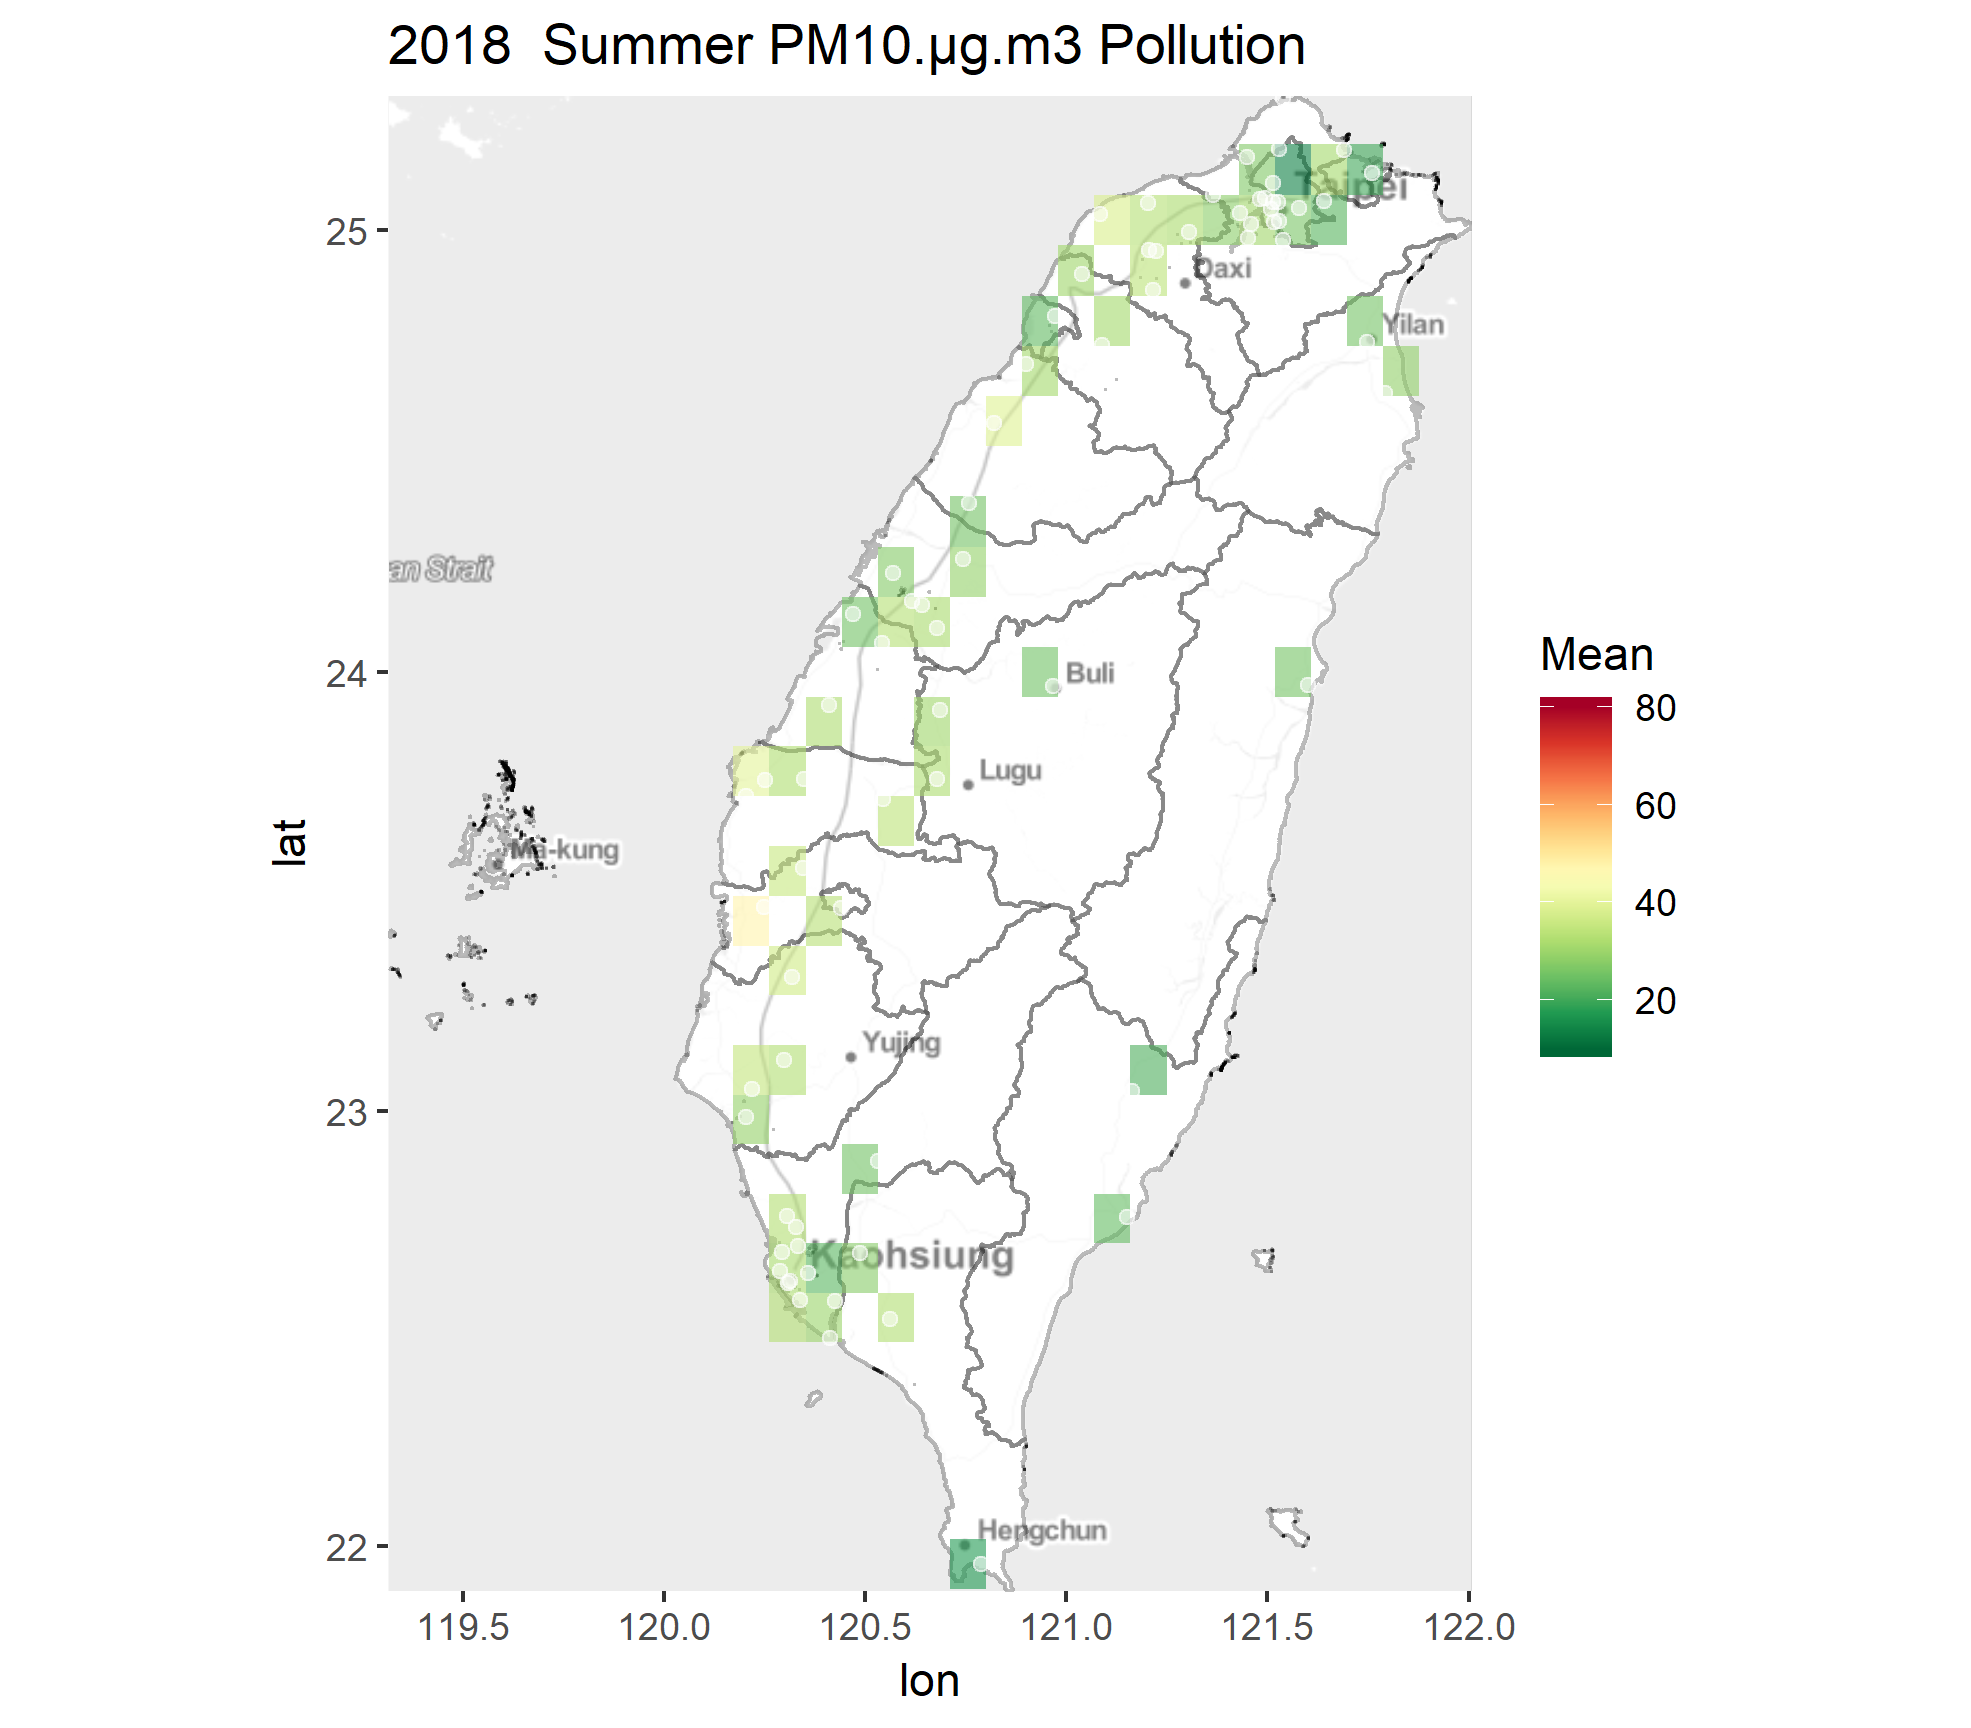 2018  Summer PM10.µg.m3 Pollution
Taipei
Daxi
Yilan
an Strait
Buli
Lugu
Ma-kung
Yujing
Kaohsiung
Hengchun
25
24
23
22
lat
119.5 120.0 120.5 121.0 121.5 122.0
lon
Mean
80
60
40
20